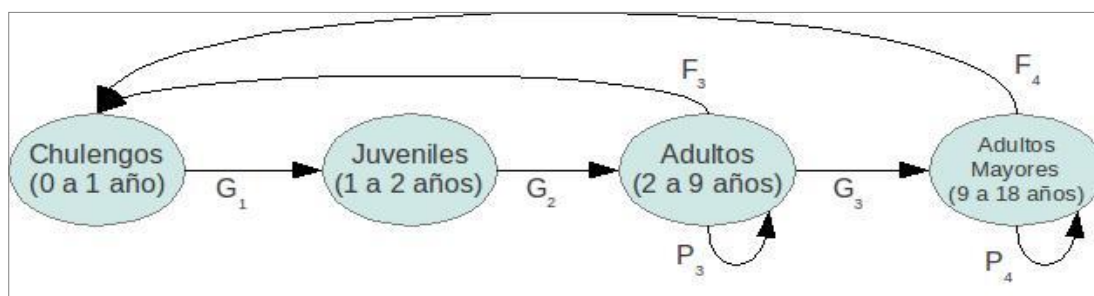 F₃
F₄
Chulengos
(0 a 1 año)
G₁
Juveniles
(1 a 2 años)
G₂
Adultos
(2 a 9 años)
G₃
Adultos
Mayores
(9 a 18 años)
P₃
P₄